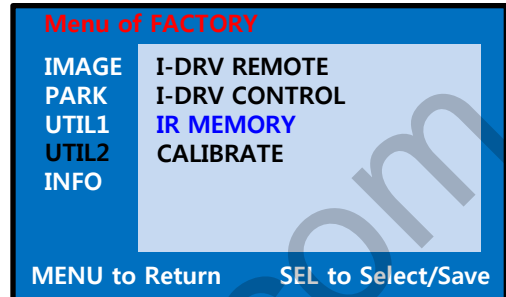 Menu of FACTORY
IMAGE
PARK
UTIL1
UTIL2
INFO
I-DRV REMOTE
I-DRV CONTROL
IR MEMORY
CALIBRATE
MENU to Return SEL to Select/Save
com